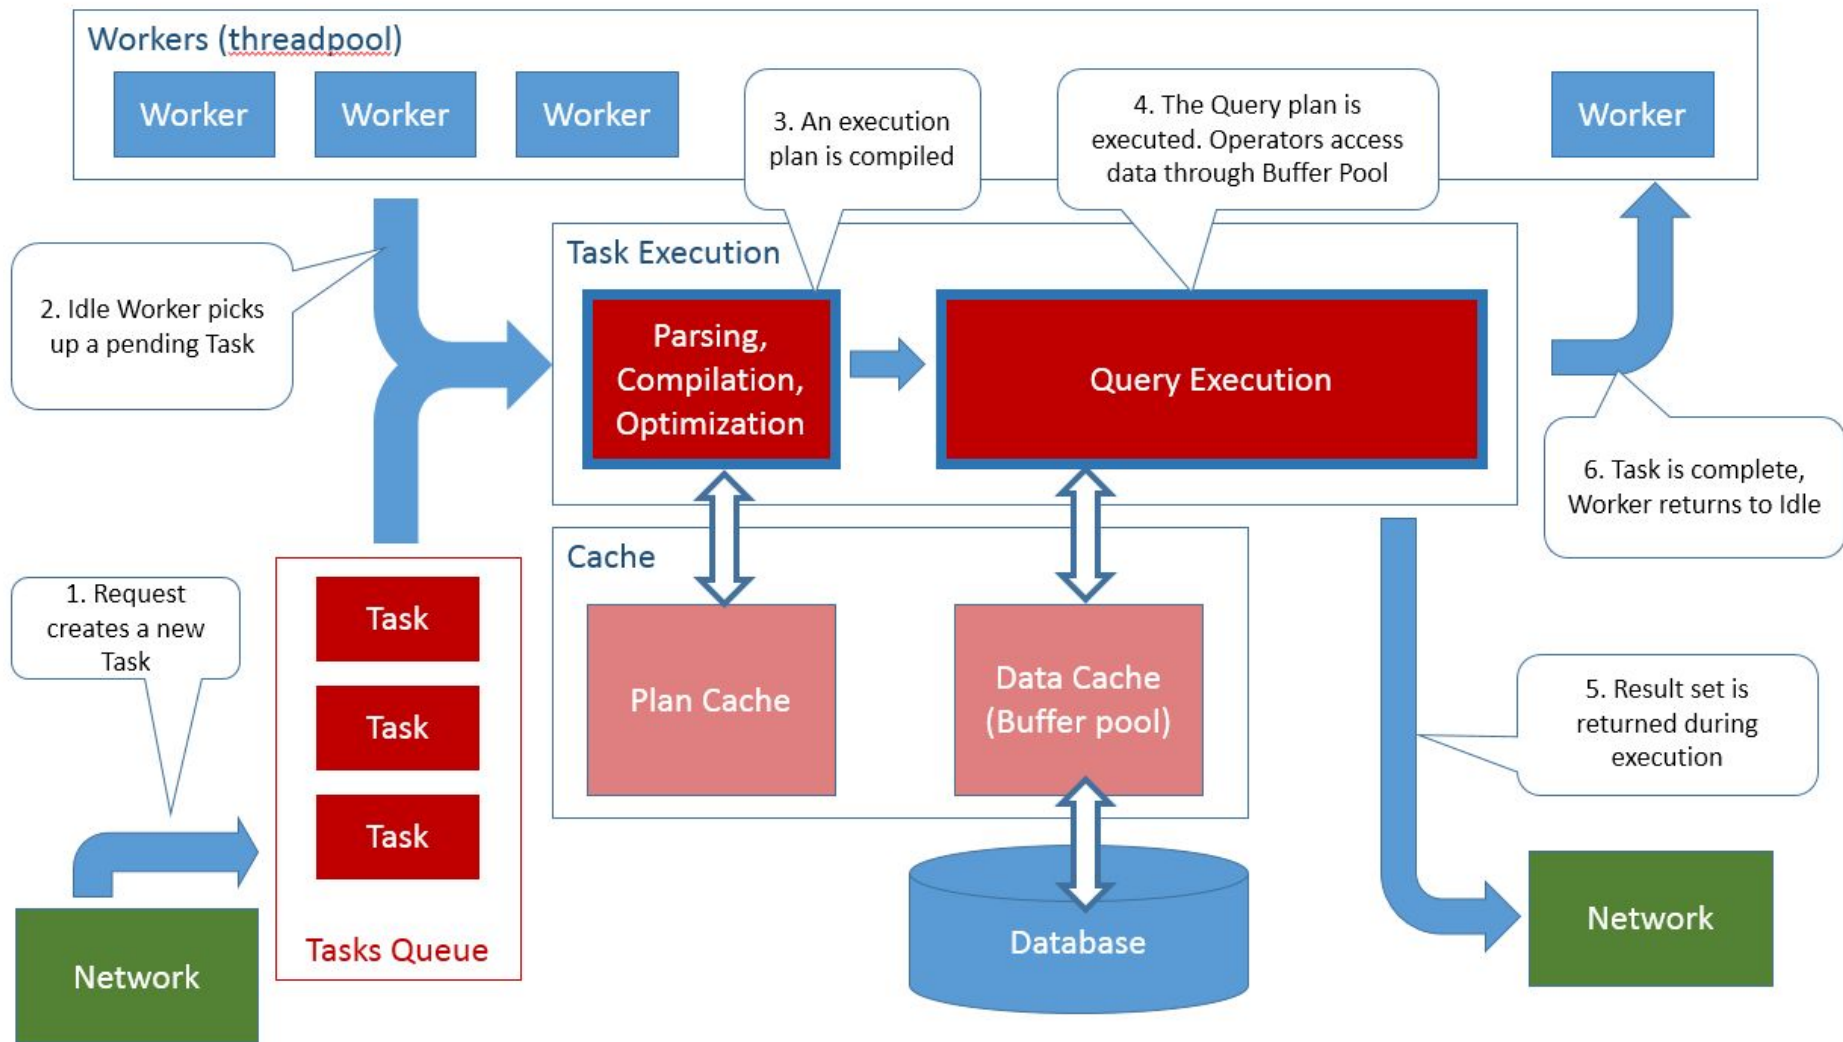 Workers (threadpool)
Worker
Worker
Worker
Worker
3. An execution
plan is compiled
4. The Query plan is
executed. Operators access
data through Buffer Pool
2. Idle Worker picks
up a pending Task
Task Execution
Parsing,
Compilation,
Optimization
Query Execution
6. Task is complete,
Worker returns to Idle
1. Request
creates a new
Task
Task
Task
Task
Tasks Queue
Cache
Plan Cache
Data Cache
(Buffer pool)
5. Result set is
returned during
execution
Network
Database
Network